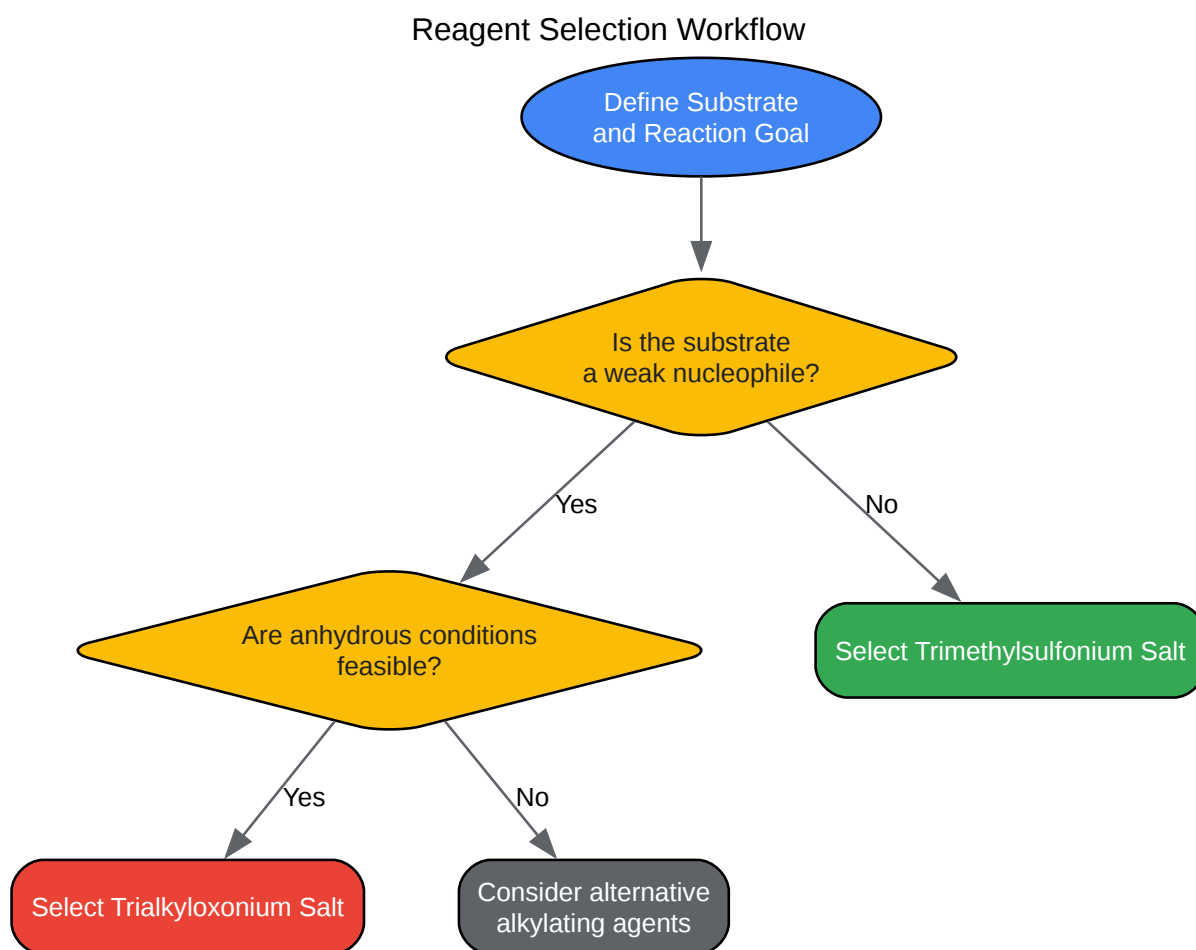 Reagent Selection Workflow
Define Substrate
and Reaction Goal
Is the substrate
a weak nucleophile?
Yes
No
Are anhydrous conditions
feasible?
Select Trimethylsulfonium Salt
Yes
No
Select Trialkyloxonium Salt
Consider alternative
alkylating agents